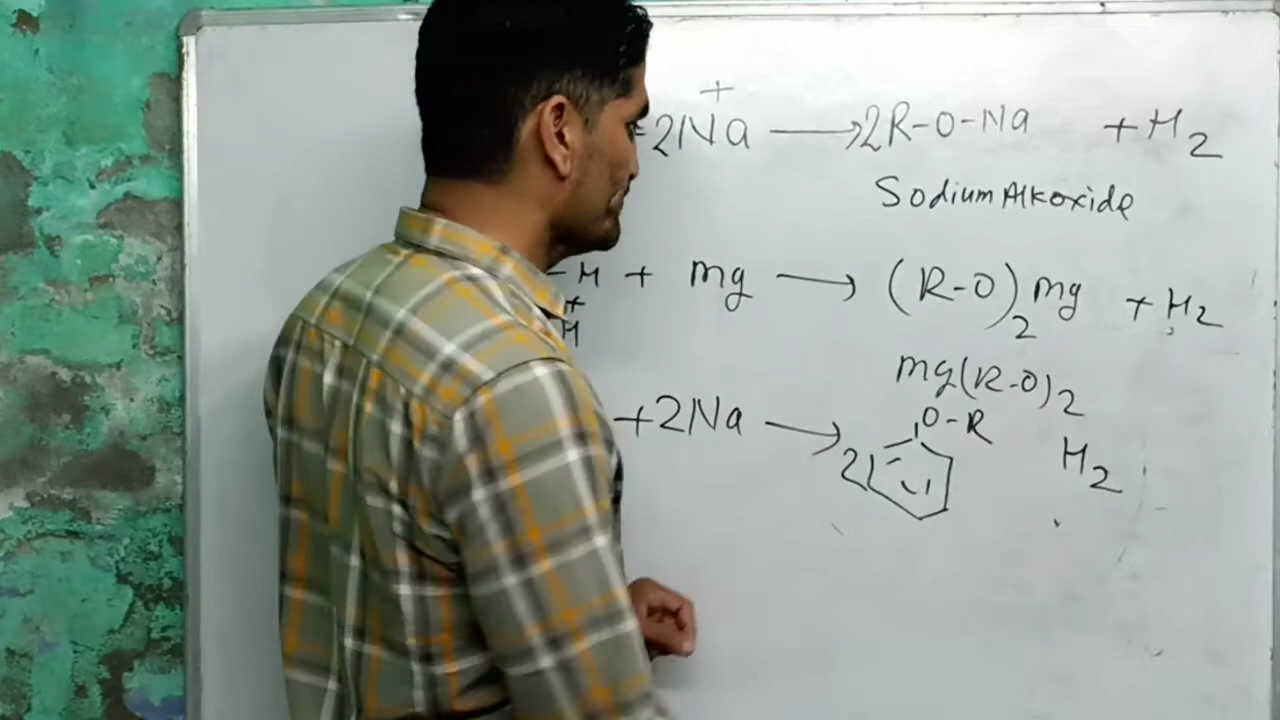 +
2Na → 2R-O-Na + H2
Sodium Alkoxide
-H + mg → (R-O)2 mg + H2
+
H
mg(R-O)2
+2Na → 2 O-R H2